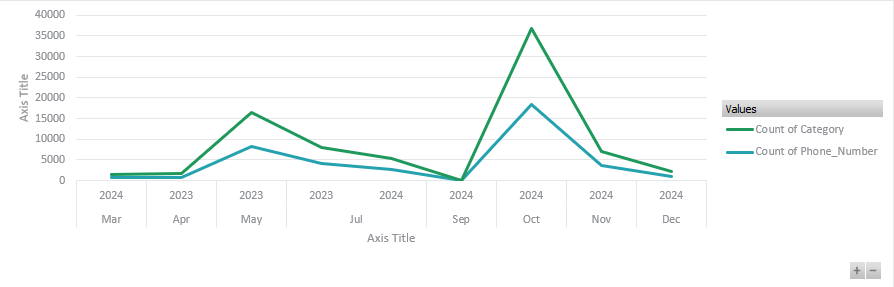 40000
35000
30000
25000
20000
15000
10000
5000
0
Axis Title
2024 2023 2023 2023 2024 2024 2024 2024 2024
Mar Apr May Jul Sep Oct Nov Dec
Axis Title
Values
Count of Category
Count of Phone_Number
+ −